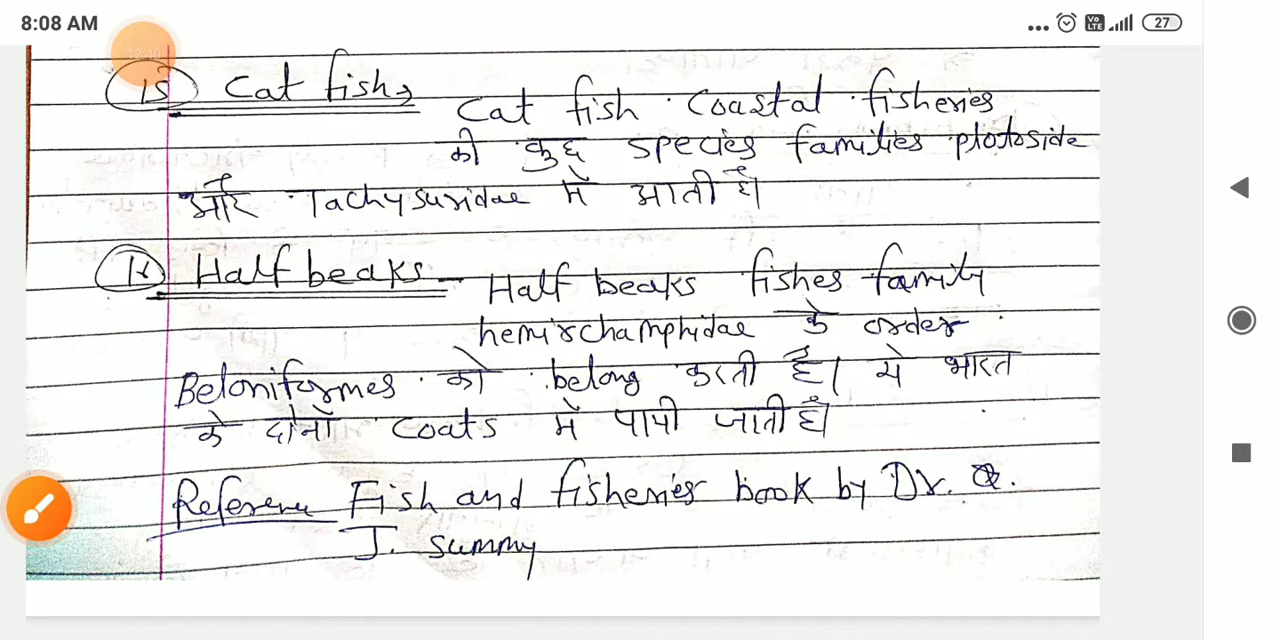 8:08 AM
27
12:40
15 Cat fish,
Cat fish Coastal fisheries
की कुछ species families plotoside
और Tachysuridae में आती है।
Half beaks - Half beaks fishes family
hemirchamphidae के order
Beloniformes को belong करती है। ये भारत
के दोनों coats में पायी जाती हैं।
Reference Fish and fisheries book by Dr.
J. summy